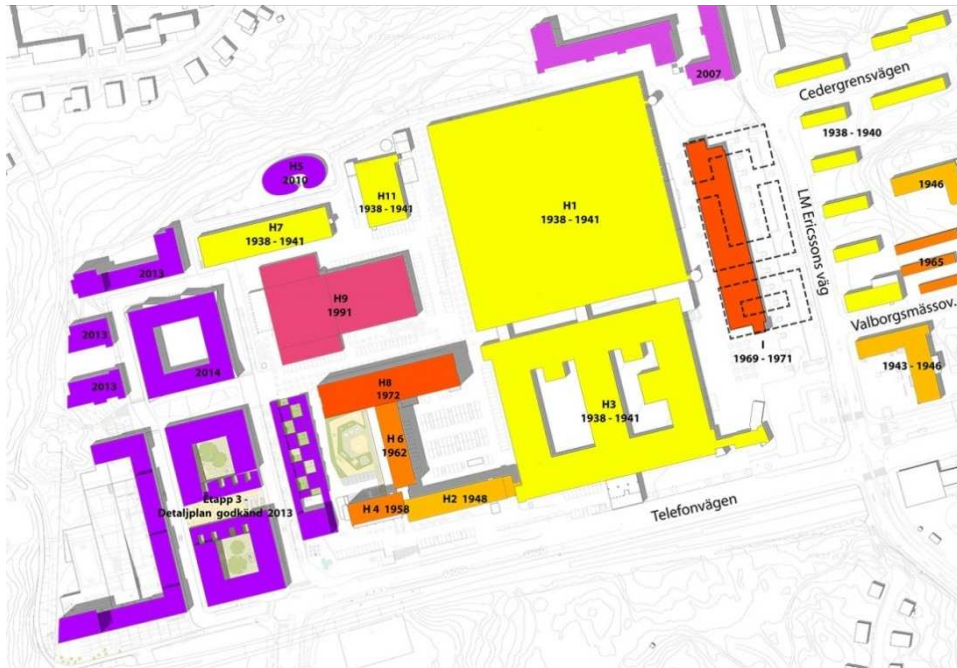 2007
Cedergrensvägen
1938 - 1940
H5
2010
H11
1938 - 1941
H1
1938 - 1941
1946
H7
1938 - 1941
LM Ericssons väg
2013
1965
H9
1991
Valborgsmässov.
2013
1969 - 1971
1943 - 1946
2014
2013
H8
1972
H3
1938 - 1941
H 6
1962
Etapp 3 -
Detaljplan godkänd 2013
H 4 1958
H2 1948
Telefonvägen